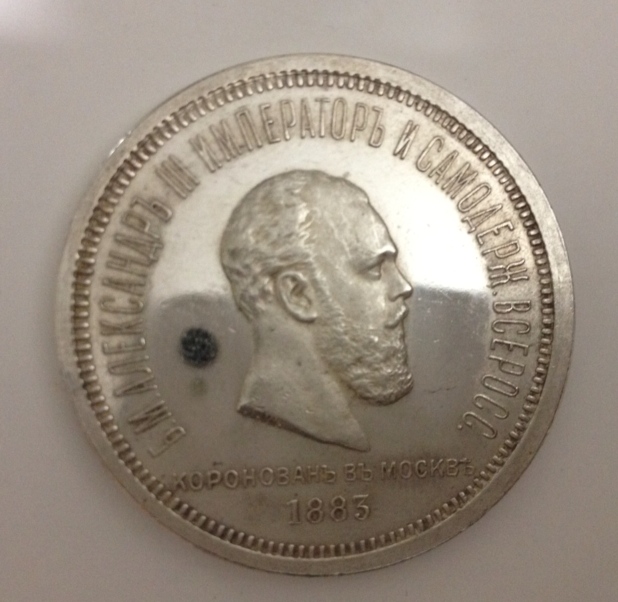 Б.М. АЛЕКСАНДРЪ III ИМПЕРАТОРЪ И САМОДЕРЖ. ВСЕРОСС.
КОРОНОВАНЪ ВЪ МОСКВѢ
1883